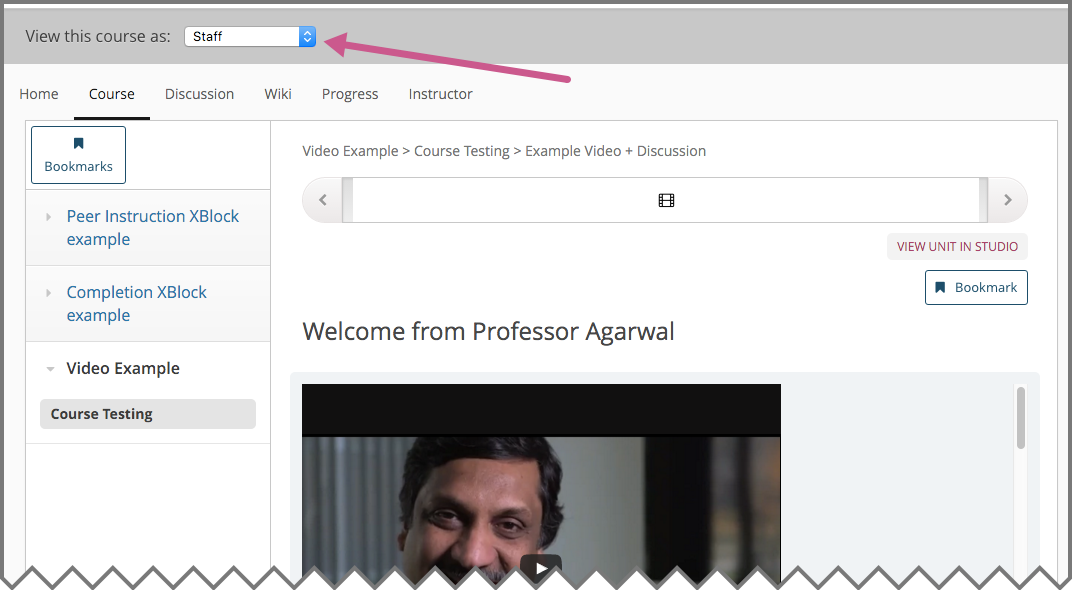 View this course as: Staff
Home Course Discussion Wiki Progress Instructor
Bookmarks
Peer Instruction XBlock
example
Completion XBlock
example
Video Example
Course Testing
Video Example > Course Testing > Example Video + Discussion
VIEW UNIT IN STUDIO
Bookmark
Welcome from Professor Agarwal